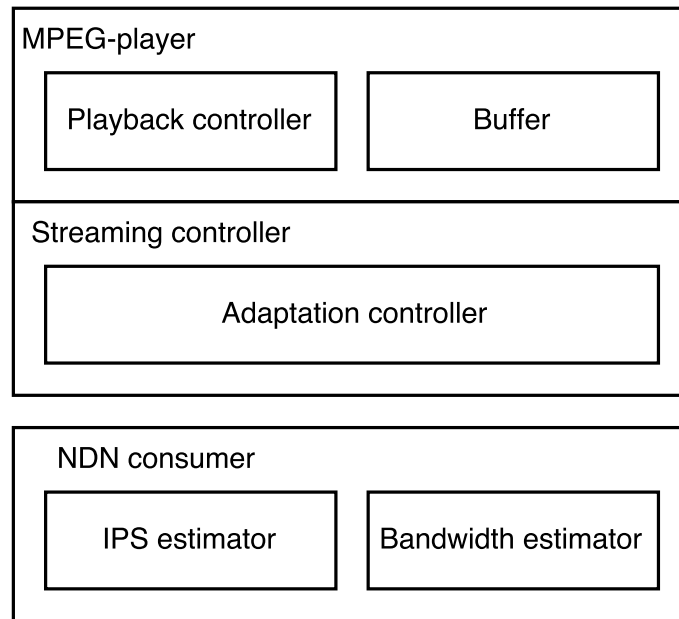 MPEG-player
Playback controller
Buffer
Streaming controller
Adaptation controller
NDN consumer
IPS estimator
Bandwidth estimator